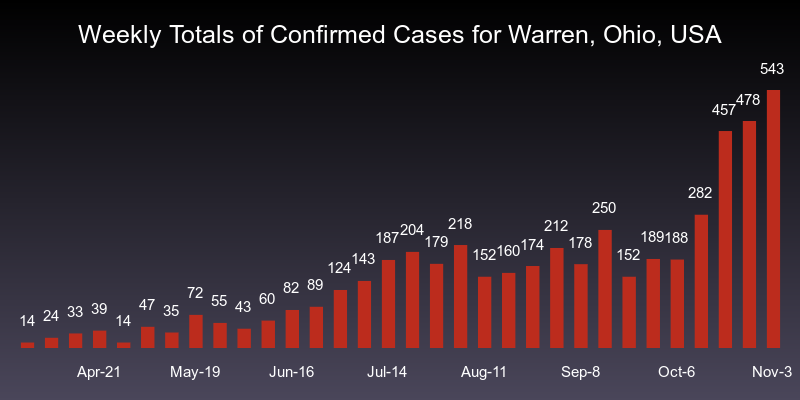 Weekly Totals of Confirmed Cases for Warren, Ohio, USA
14 24 33 39 14 47 35 72 55 43 60 82 89 124 143 187 204 179 218 152 160 174 212 178 250 152 189 188 282 457 478 543
Apr-21 May-19 Jun-16 Jul-14 Aug-11 Sep-8 Oct-6 Nov-3